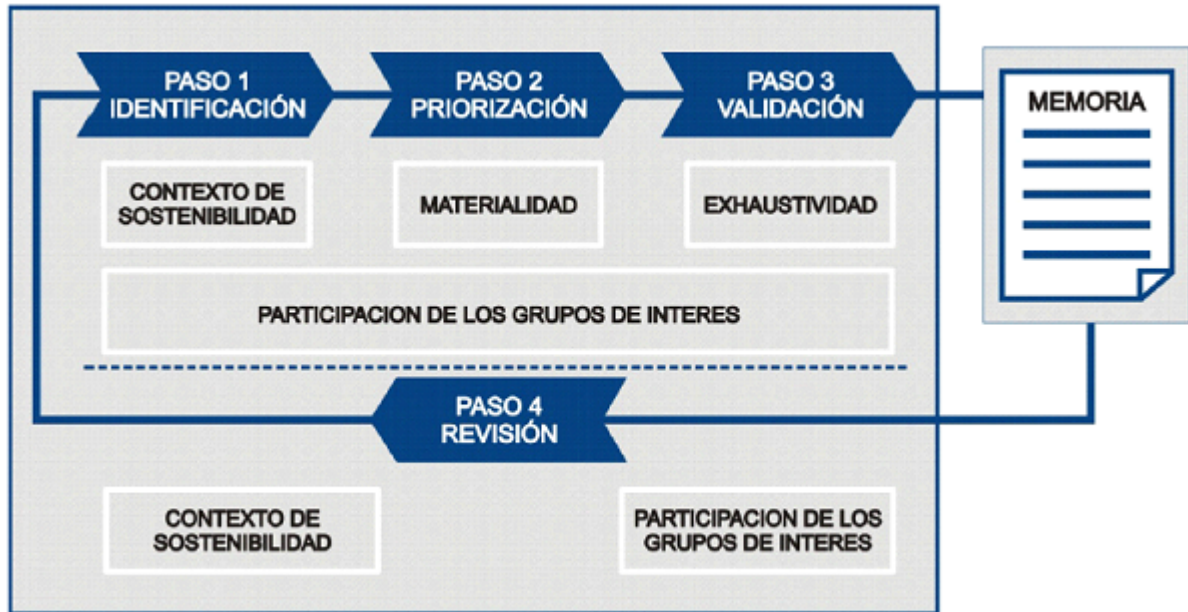 PASO 1
IDENTIFICACIÓN
PASO 2
PRIORIZACIÓN
PASO 3
VALIDACIÓN
MEMORIA
CONTEXTO DE
SOSTENIBILIDAD
MATERIALIDAD
EXHAUSTIVIDAD
PARTICIPACION DE LOS GRUPOS DE INTERES
PASO 4
REVISIÓN
CONTEXTO DE
SOSTENIBILIDAD
PARTICIPACION DE LOS
GRUPOS DE INTERES